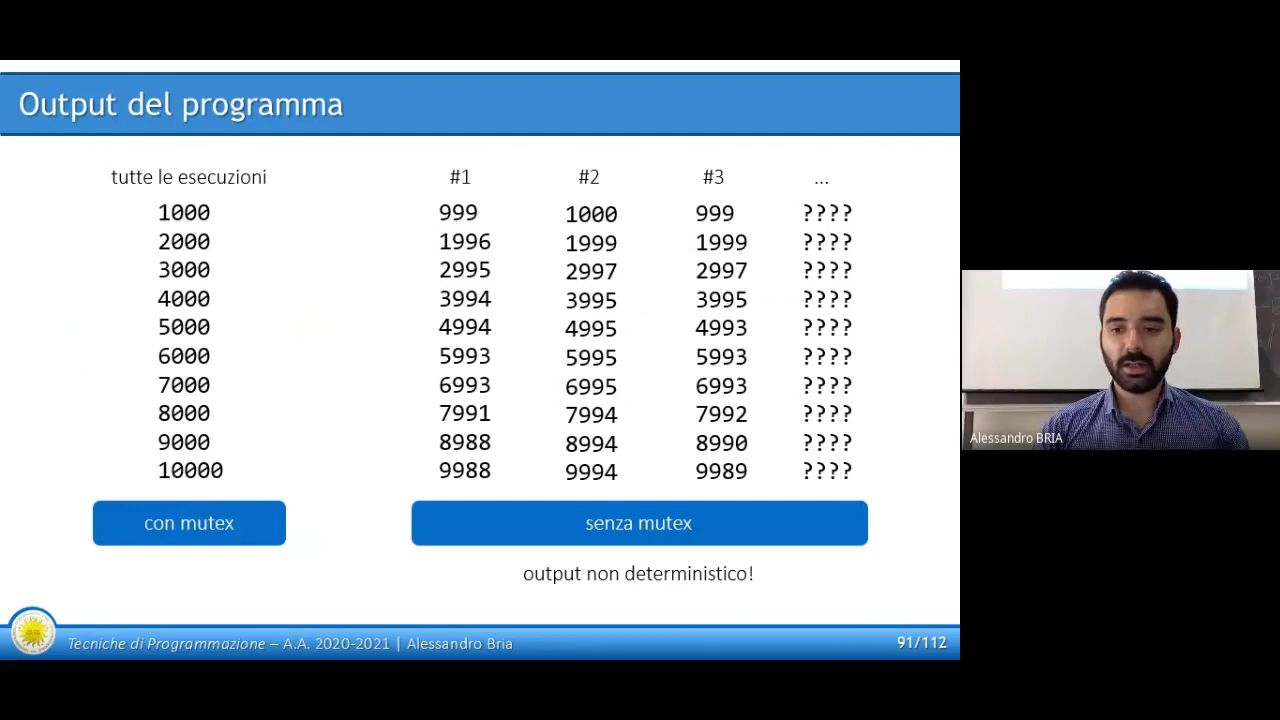 Output del programma
tutte le esecuzioni #1 #2 #3 ...
1000 999 1000 999 ????
2000 1996 1999 1999 ????
3000 2995 2997 2997 ????
4000 3994 3995 3995 ????
5000 4994 4995 4993 ????
6000 5993 5995 5993 ????
7000 6993 6995 6993 ????
8000 7991 7994 7992 ????
9000 8988 8994 8990 ????
10000 9988 9994 9989 ????
con mutex senza mutex
output non deterministico!
Tecniche di Programmazione – A.A. 2020-2021 | Alessandro Bria 91/112
Alessandro BRIA